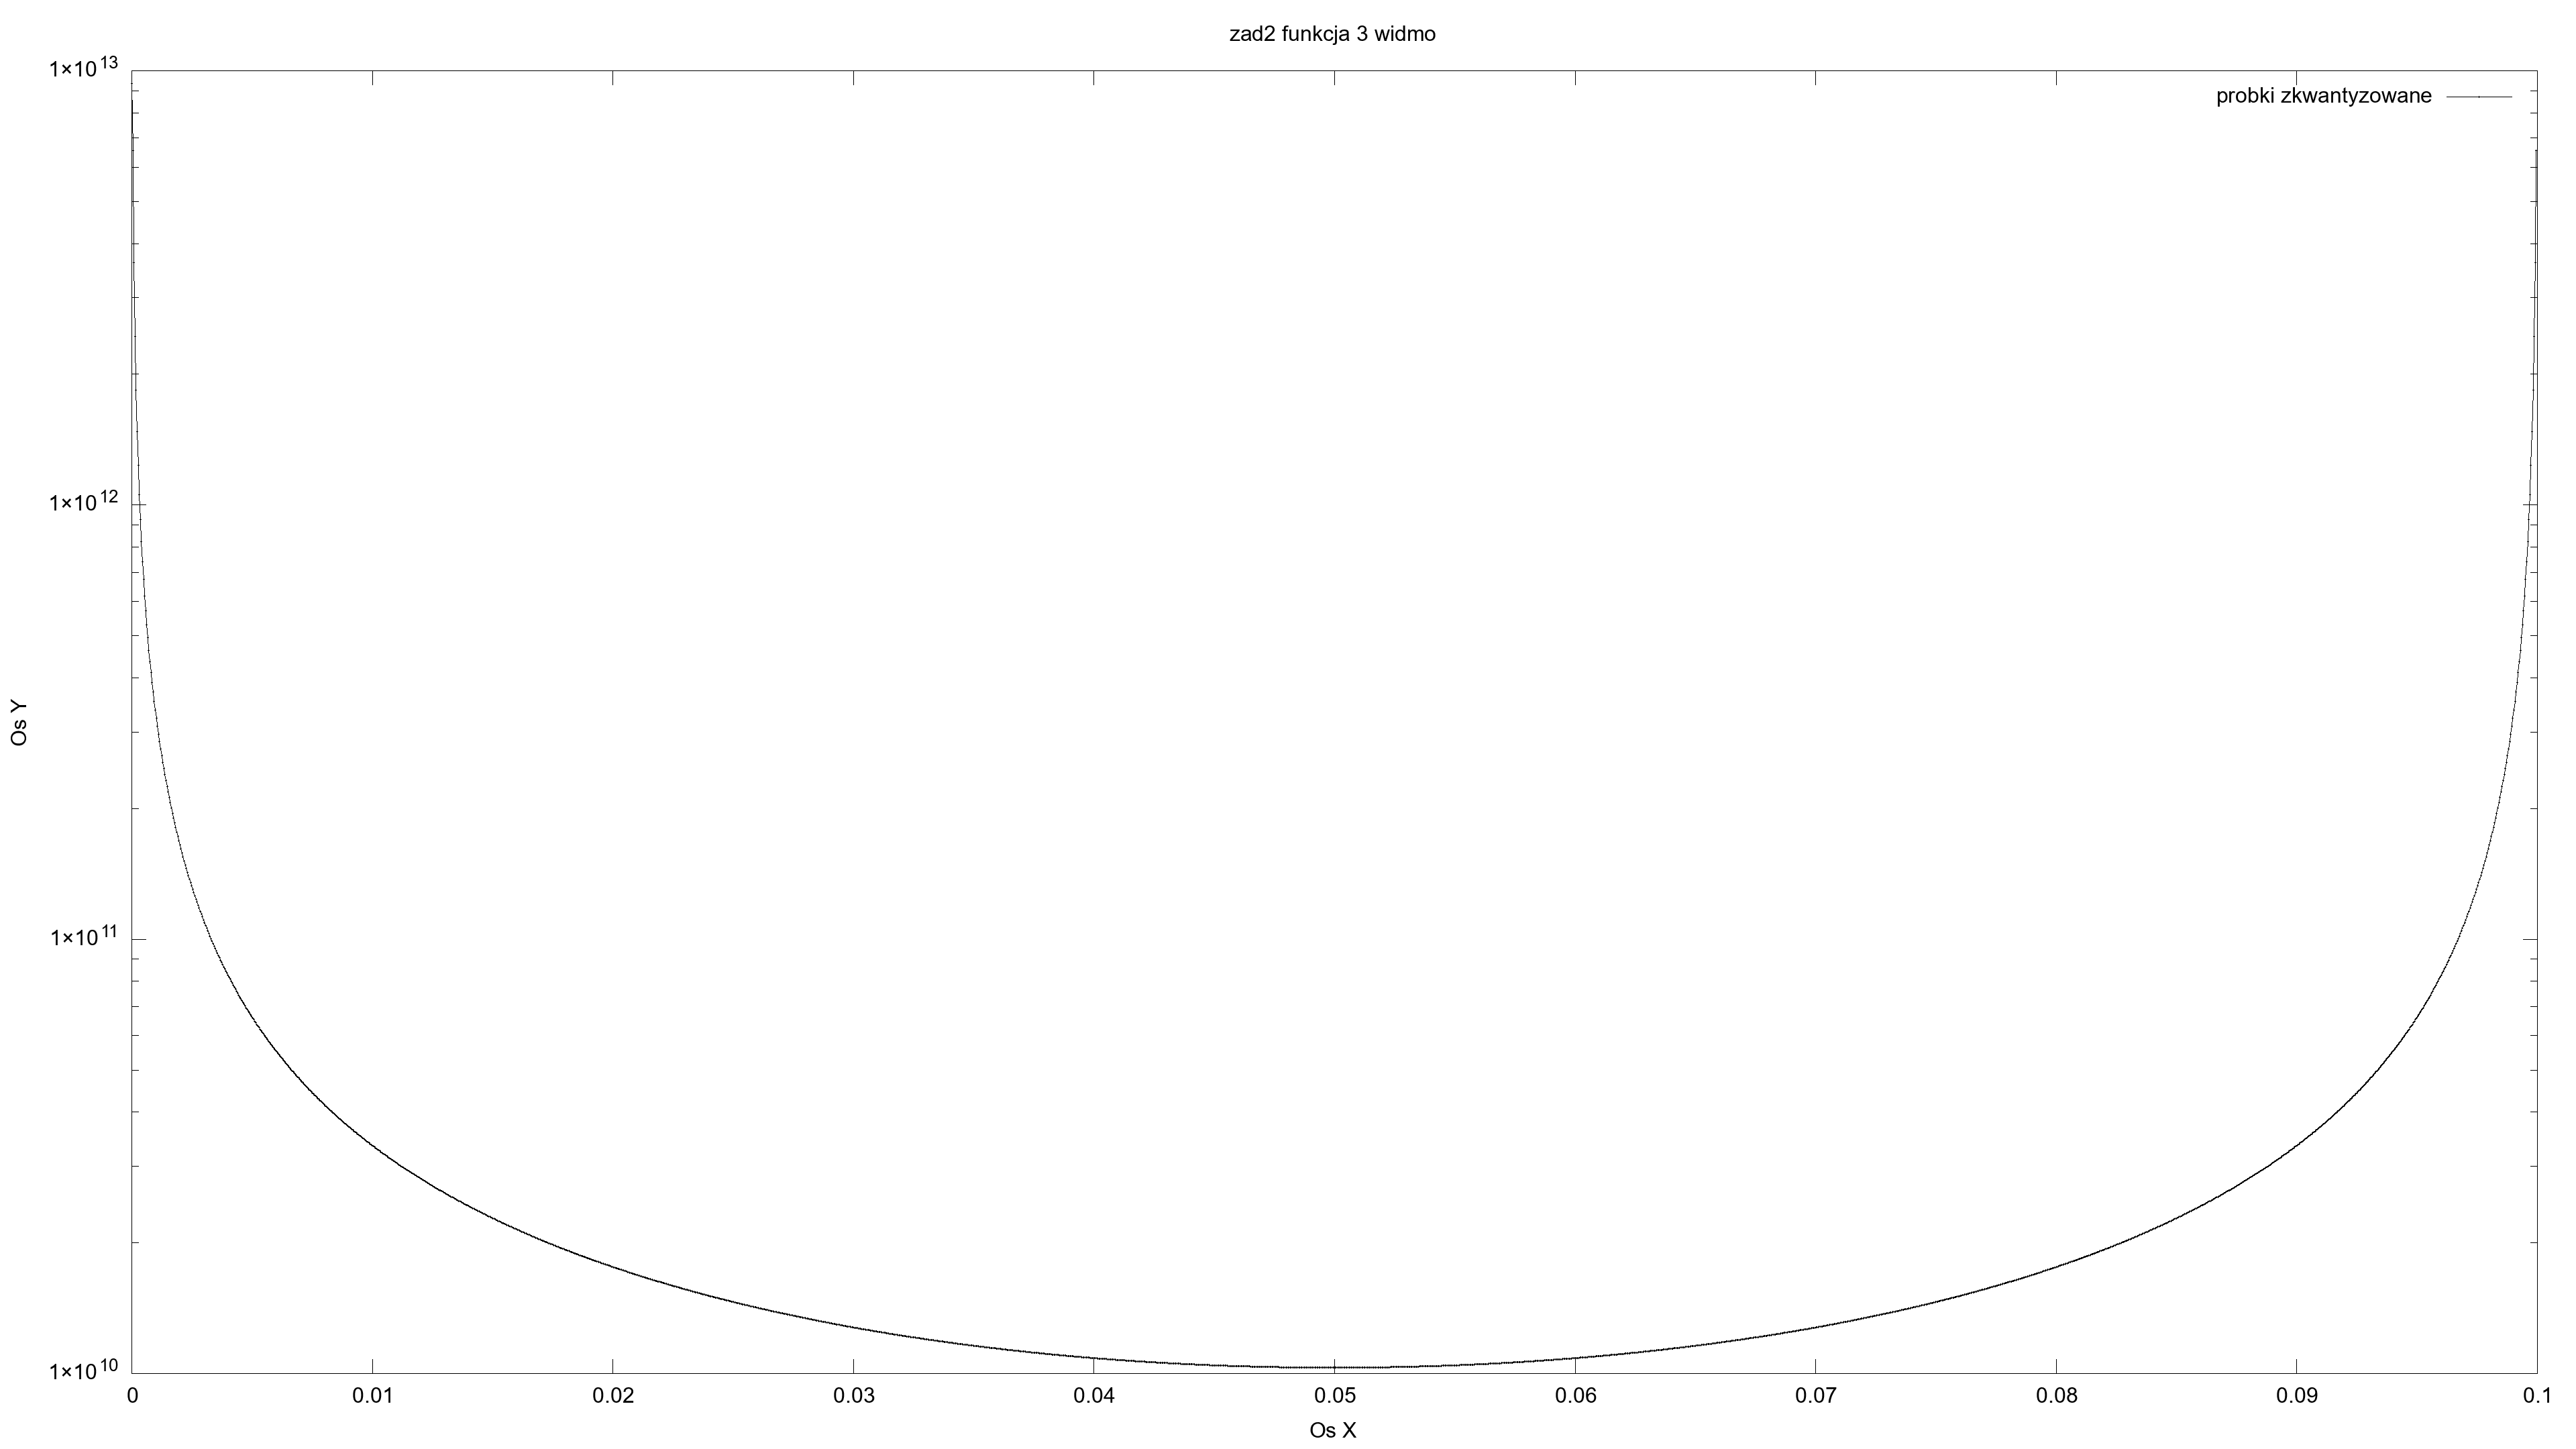 zad2 funkcja 3 widmo
probki zkwantyzowane
1×10^13
1×10^12
1×10^11
1×10^10
Os Y
0 0.01 0.02 0.03 0.04 0.05 0.06 0.07 0.08 0.09 0.1
Os X